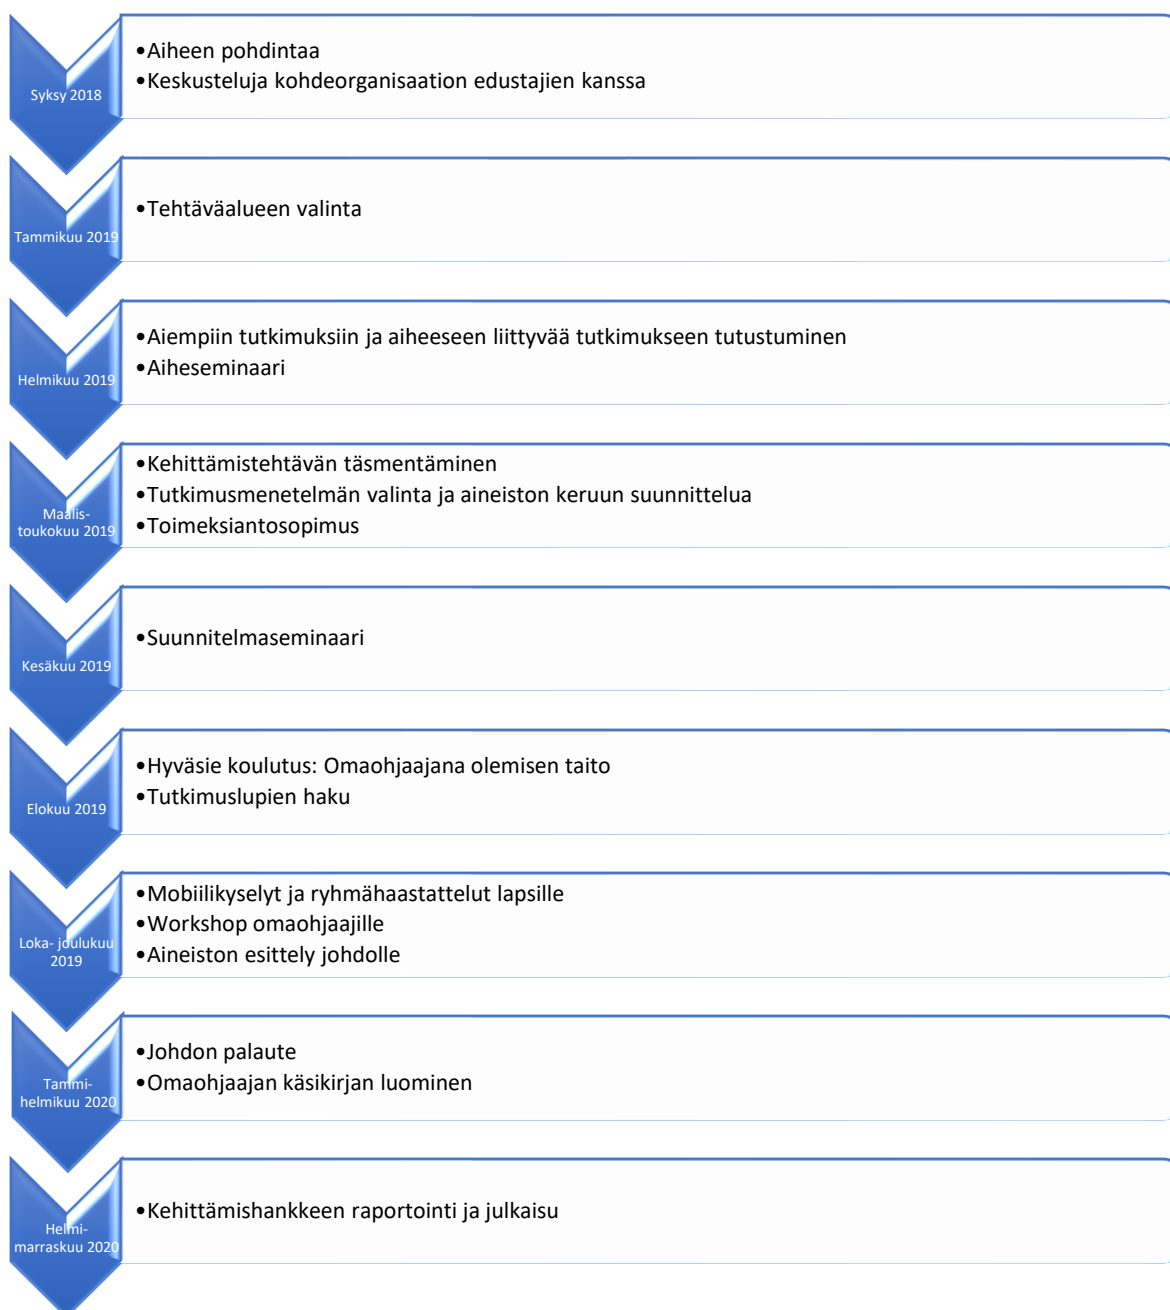 Syksy 2018
•Aiheen pohdintaa
•Keskusteluja kohdeorganisaation edustajien kanssa
Tammikuu 2019
•Tehtäväalueen valinta
Helmikuu 2019
•Aiempiin tutkimuksiin ja aiheeseen liittyvää tutkimukseen tutustuminen
•Aiheseminaari
Maalis-
toukokuu 2019
•Kehittämistehtävän täsmentäminen
•Tutkimusmenetelmän valinta ja aineiston keruun suunnittelua
•Toimeksiantosopimus
Kesäkuu 2019
•Suunnitelmaseminaari
Elokuu 2019
•Hyväsie koulutus: Omaohjaajana olemisen taito
•Tutkimuslupien haku
Loka- joulukuu
2019
•Mobiilikyselyt ja ryhmähaastattelut lapsille
•Workshop omaohjaajille
•Aineiston esittely johdolle
Tammi-
helmikuu 2020
•Johdon palaute
•Omaohjaajan käsikirjan luominen
Helmi-
marraskuu 2020
•Kehittämishankkeen raportointi ja julkaisu